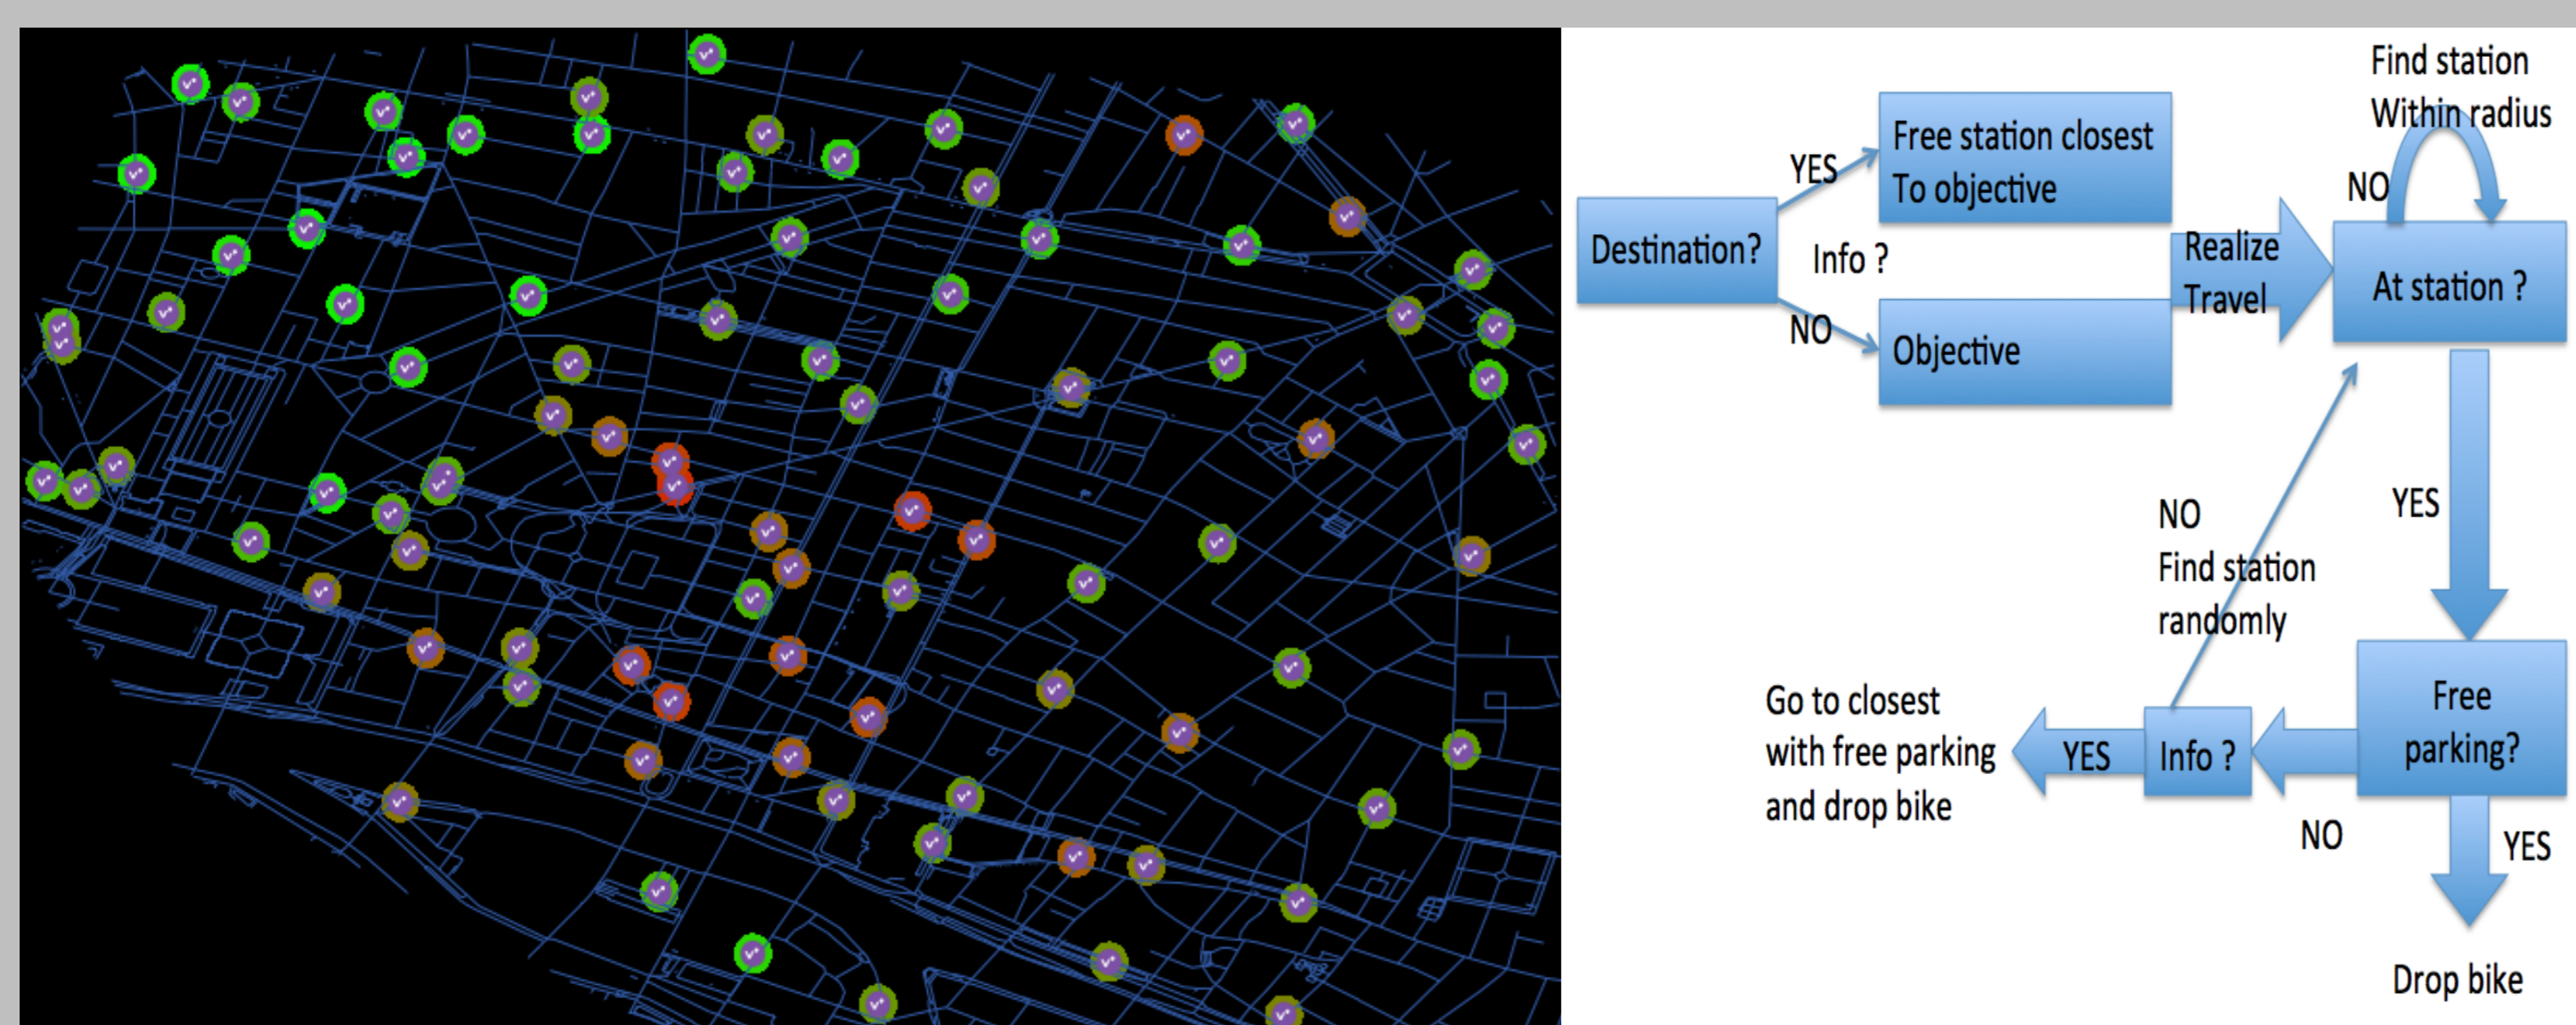 Find station
Within radius
Free station closest
To objective
YES
NO
Destination?
Info ?
Realize
Travel
At station ?
NO
Objective
YES
NO
Find station
randomly
Go to closest
with free parking
and drop bike
YES
Info ?
Free
parking?
NO
YES
Drop bike